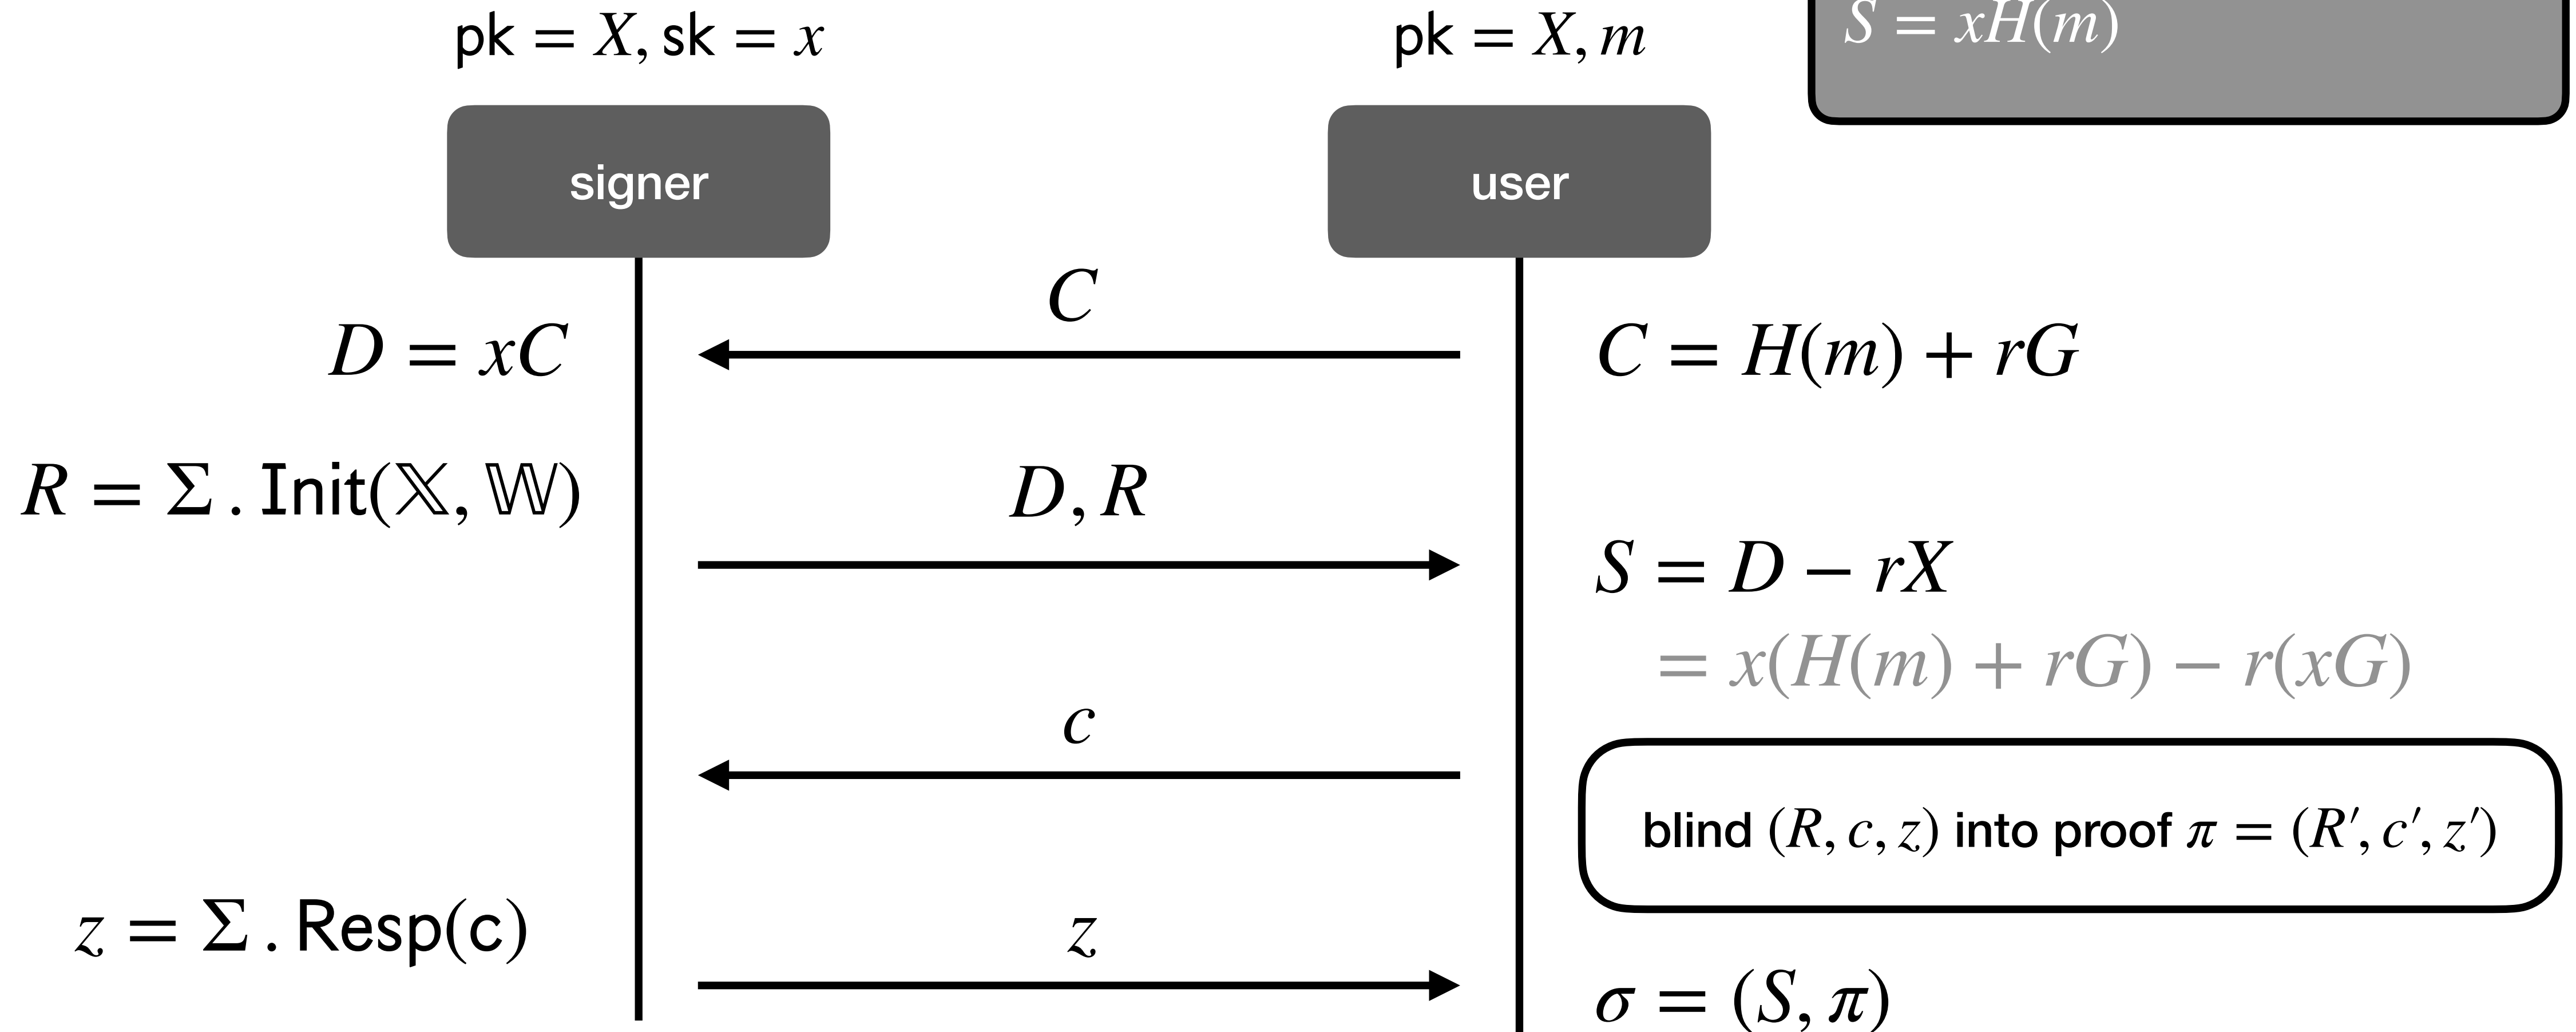 S = xH(m)
pk = X, sk = x
pk = X, m
signer
user
C
D = xC
C = H(m) + rG
R = Σ . Init(𝕏, 𝕎)
D, R
S = D − rX
= x(H(m) + rG) − r(xG)
c
blind (R, c, z) into proof π = (R′, c′, z′)
z = Σ . Resp(c)
z
σ = (S, π)